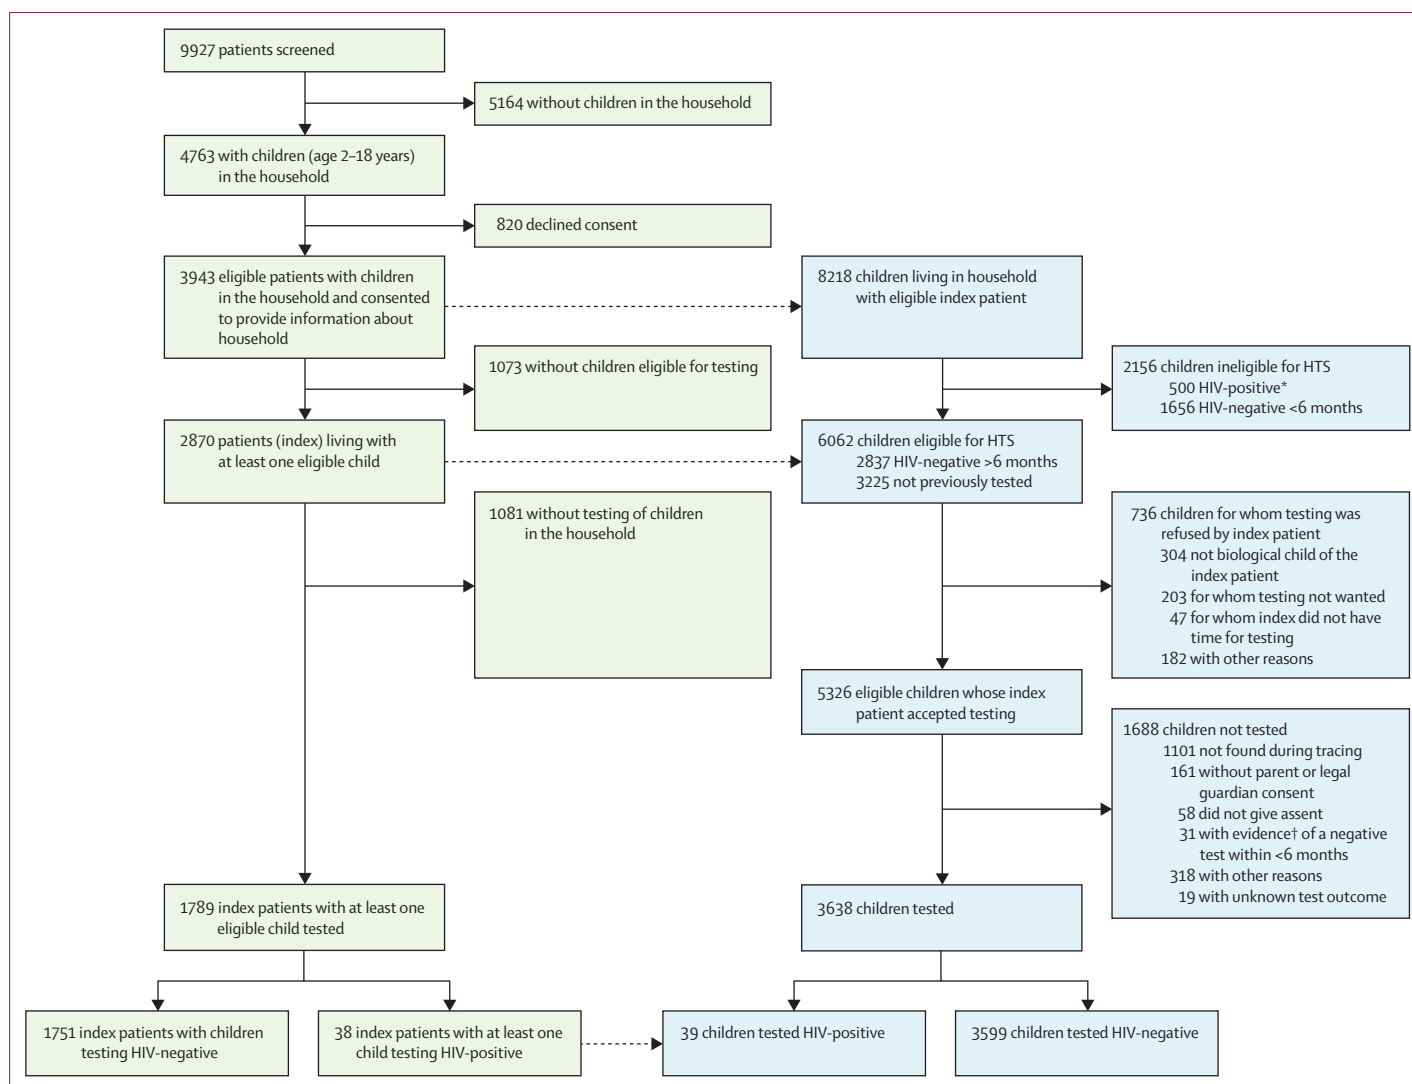 9927 patients screened
5164 without children in the household
4763 with children (age 2–18 years)
in the household
820 declined consent
3943 eligible patients with children
in the household and consented
to provide information about
household
8218 children living in household
with eligible index patient
1073 without children eligible for testing
2156 children ineligible for HTS
500 HIV-positive*
1656 HIV-negative <6 months
2870 patients (index) living with
at least one eligible child
6062 children eligible for HTS
2837 HIV-negative >6 months
3225 not previously tested
1081 without testing of children
in the household
736 children for whom testing was
refused by index patient
304 not biological child of the
index patient
203 for whom testing not wanted
47 for whom index did not have
time for testing
182 with other reasons
5326 eligible children whose index
patient accepted testing
1688 children not tested
1101 not found during tracing
161 without parent or legal
guardian consent
58 did not give assent
31 with evidence† of a negative
test within <6 months
318 with other reasons
19 with unknown test outcome
1789 index patients with at least one
eligible child tested
3638 children tested
1751 index patients with children
testing HIV-negative
38 index patients with at least one
child testing HIV-positive
39 children tested HIV-positive
3599 children tested HIV-negative